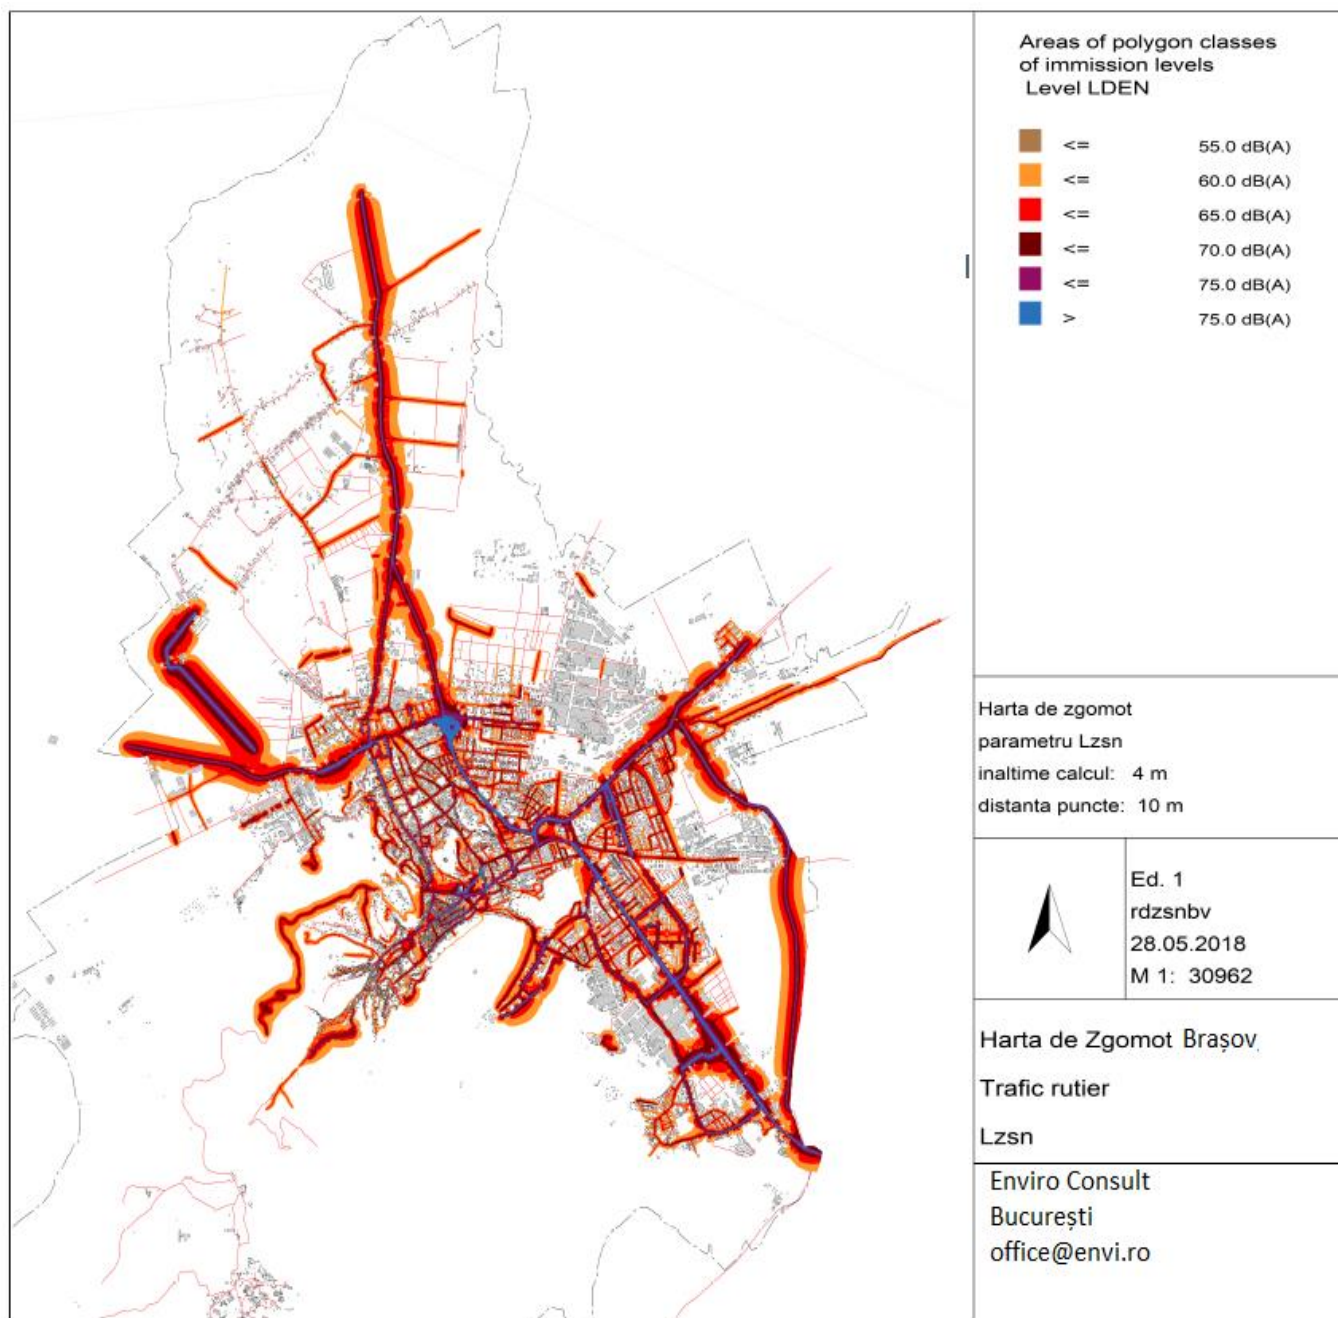 Areas of polygon classes
of immission levels
Level LDEN
<= 55.0 dB(A)
<= 60.0 dB(A)
<= 65.0 dB(A)
<= 70.0 dB(A)
<= 75.0 dB(A)
> 75.0 dB(A)
Harta de zgomot
parametru Lzsn
inaltime calcul: 4 m
distanta puncte: 10 m
Ed. 1
rdzsnbv
28.05.2018
M 1: 30962
Harta de Zgomot Brașov
Trafic rutier
Lzsn
Enviro Consult
București
office@envi.ro